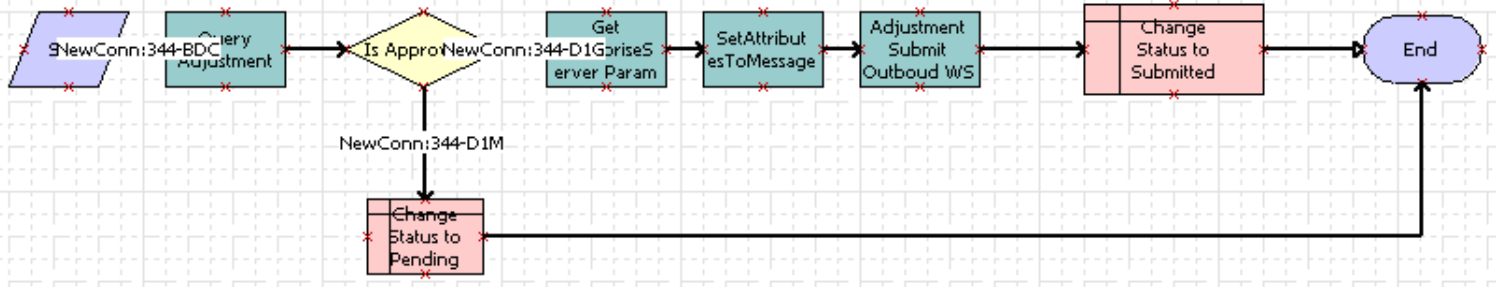 S
NewConn:344-BDC
Query
Adjustment
Is Appro
NewConn:344-D1G
Get
priseS
erver Param
SetAttribut
esToMessage
Adjustment
Submit
Outboud WS
Change
Status to
Submitted
End
NewConn:344-D1M
Change
Status to
Pending